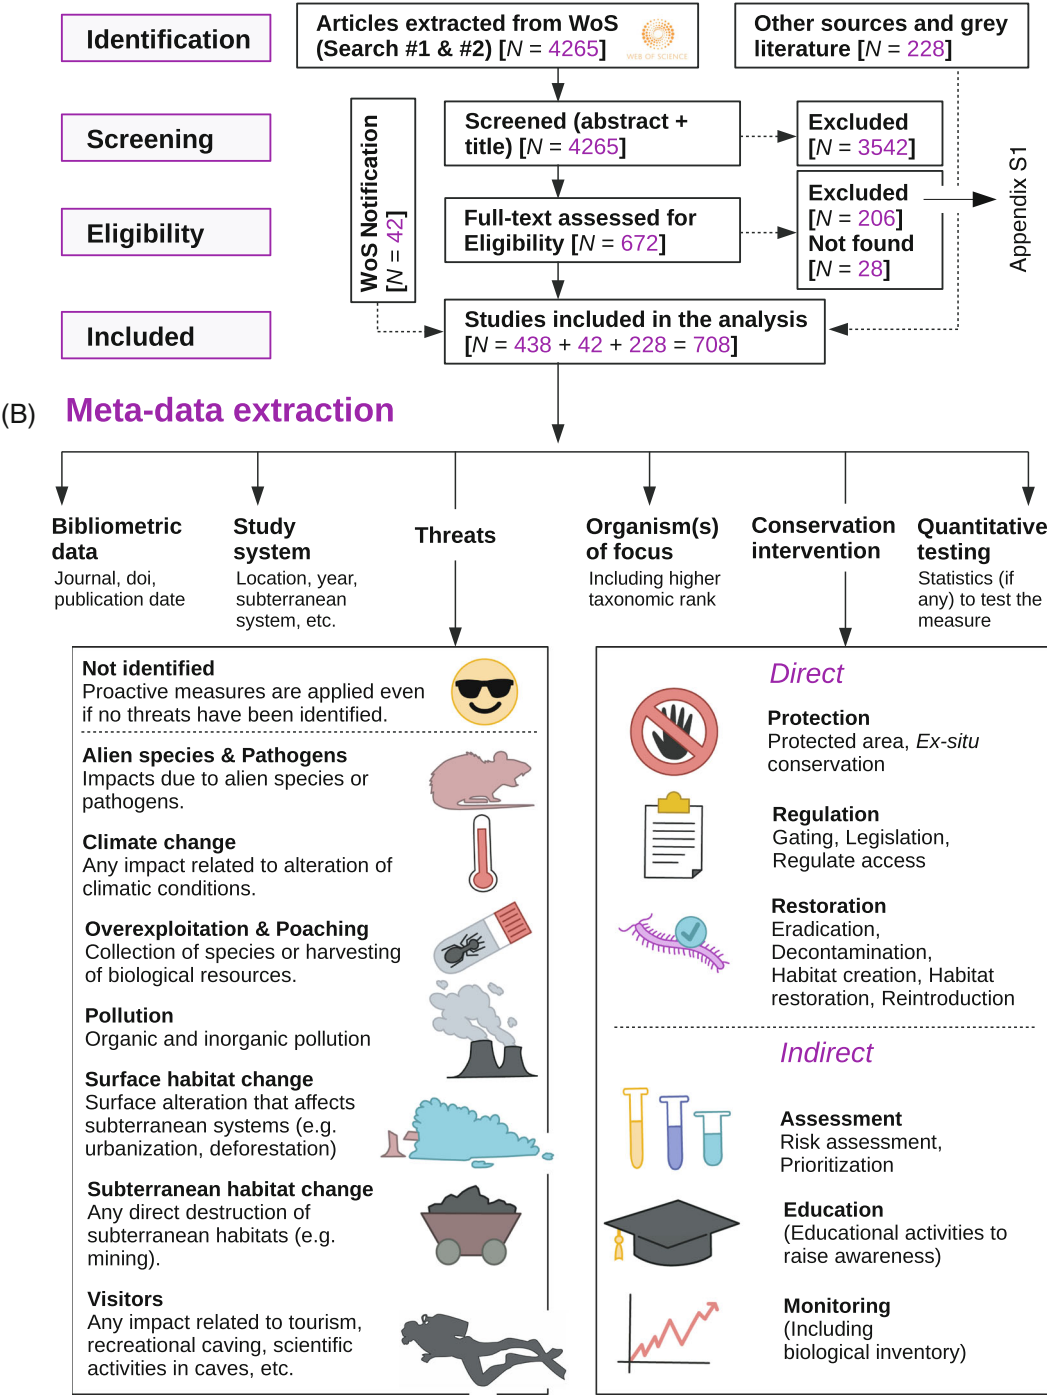 Identification
Articles extracted from WoS
(Search #1 & #2) [N = 4265]
WEB OF SCIENCE
Other sources and grey
literature [N = 228]
Screening
WoS Notification
[N = 42]
Screened (abstract +
title) [N = 4265]
Excluded
[N = 3542]
Eligibility
Full-text assessed for
Eligibility [N = 672]
Excluded
[N = 206]
Not found
[N = 28]
Appendix S1
Included
Studies included in the analysis
[N = 438 + 42 + 228 = 708]
(B) Meta-data extraction
Bibliometric
data
Journal, doi,
publication date
Study
system
Location, year,
subterranean
system, etc.
Threats
Organism(s)
of focus
Including higher
taxonomic rank
Conservation
intervention
Quantitative
testing
Statistics (if
any) to test the
measure
Not identified
Proactive measures are applied even
if no threats have been identified.
Alien species & Pathogens
Impacts due to alien species or
pathogens.
Climate change
Any impact related to alteration of
climatic conditions.
Overexploitation & Poaching
Collection of species or harvesting
of biological resources.
Pollution
Organic and inorganic pollution
Surface habitat change
Surface alteration that affects
subterranean systems (e.g.
urbanization, deforestation)
Subterranean habitat change
Any direct destruction of
subterranean habitats (e.g.
mining).
Visitors
Any impact related to tourism,
recreational caving, scientific
activities in caves, etc.
Direct
Protection
Protected area, Ex-situ
conservation
Regulation
Gating, Legislation,
Regulate access
Restoration
Eradication,
Decontamination,
Habitat creation, Habitat
restoration, Reintroduction
Indirect
Assessment
Risk assessment,
Prioritization
Education
(Educational activities to
raise awareness)
Monitoring
(Including
biological inventory)